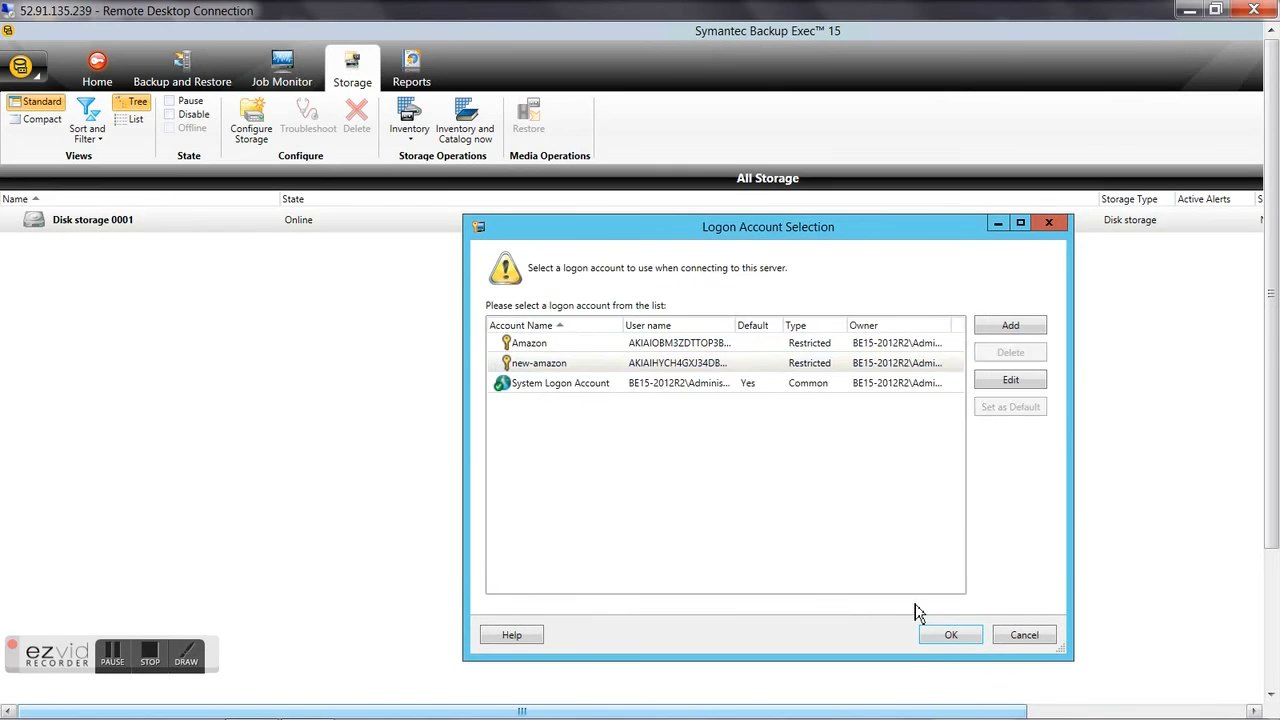 52.91.135.239 - Remote Desktop Connection
Symantec Backup Exec™ 15
Home
Backup and Restore
Job Monitor
Storage
Reports
Standard
Compact
Sort and Filter
Tree
List
Views
Pause
Disable
Offline
State
Configure Storage
Troubleshoot
Delete
Configure
Inventory
Inventory and Catalog now
Storage Operations
Restore
Media Operations
All Storage
Name State Storage Type Active Alerts S
Disk storage 0001 Online Disk storage
Logon Account Selection
Select a logon account to use when connecting to this server.
Please select a logon account from the list:
Account Name User name Default Type Owner
Amazon AKIAIOBM3ZDTTOP3B... Restricted BE15-2012R2\Admi...
new-amazon AKIAIHYCH4GXJ34DB... Restricted BE15-2012R2\Admi...
System Logon Account BE15-2012R2\Adminis... Yes Common BE15-2012R2\Admi...
Add
Delete
Edit
Set as Default
Help
OK
Cancel
ezvid
RECORDER
PAUSE
STOP
DRAW